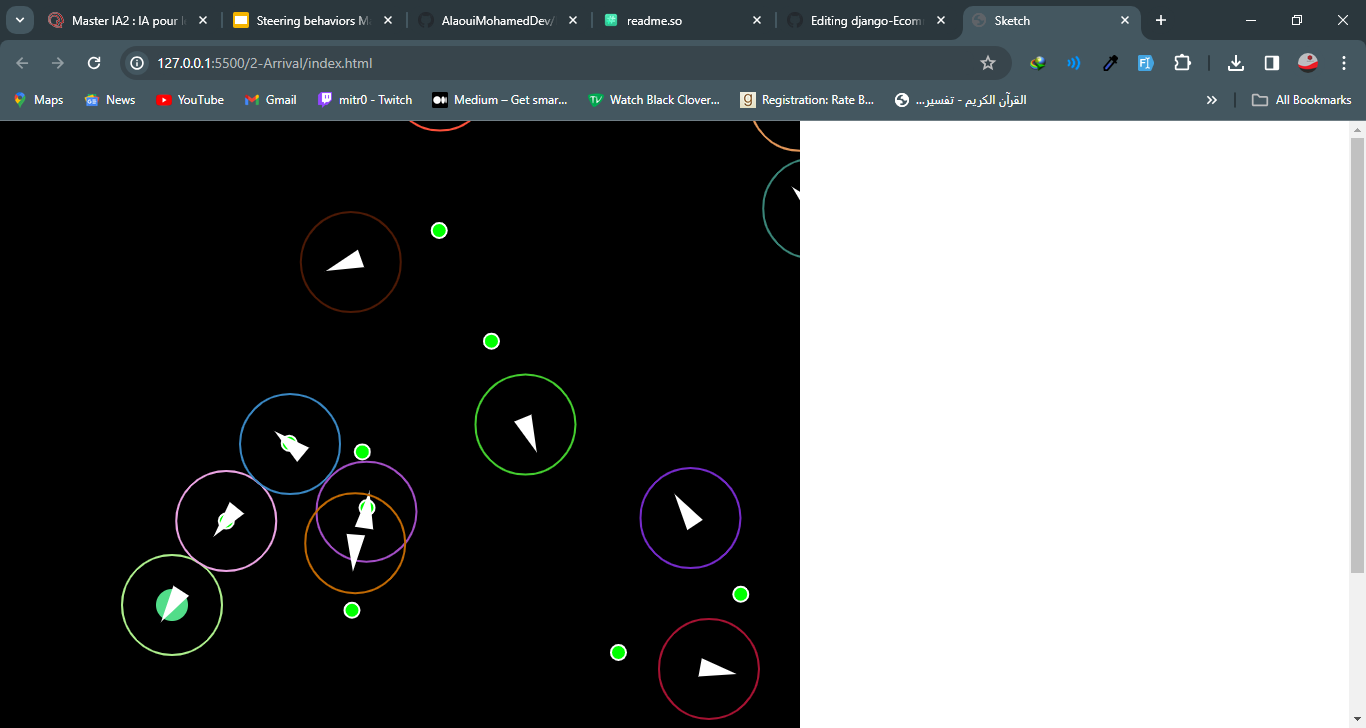 Master IA2 : IA pour l
Steering behaviors M
AlaouiMohamedDev/
readme.so
Editing django-Ecom
Sketch
127.0.0.1:5500/2-Arrival/index.html
Maps
News
YouTube
Gmail
mitr0 - Twitch
Medium – Get smar...
Watch Black Clover...
Registration: Rate B...
القرآن الكريم - تفسير...
All Bookmarks